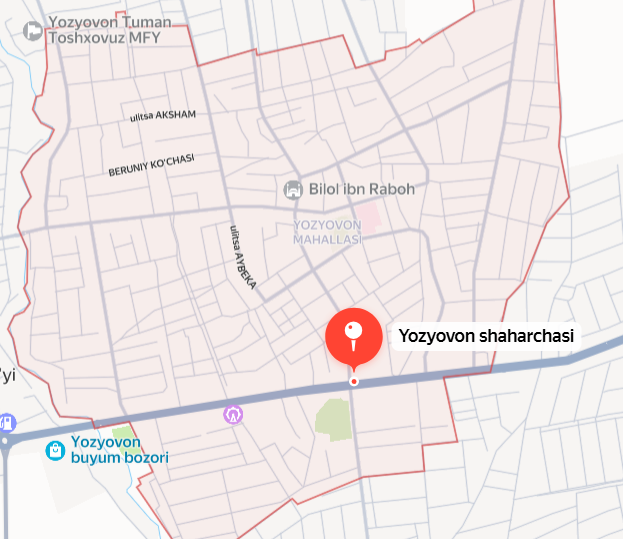 Yozyovon Tuman
Toshxovuz MFY
ulitsa AKSHAM
BERUNIY KO'CHASI
Bilol ibn Raboh
YOZYOVON
MAHALLASI
ulitsa AYBEKA
Yozyovon shaharchasi
'yi
Yozyovon
buyum bozori